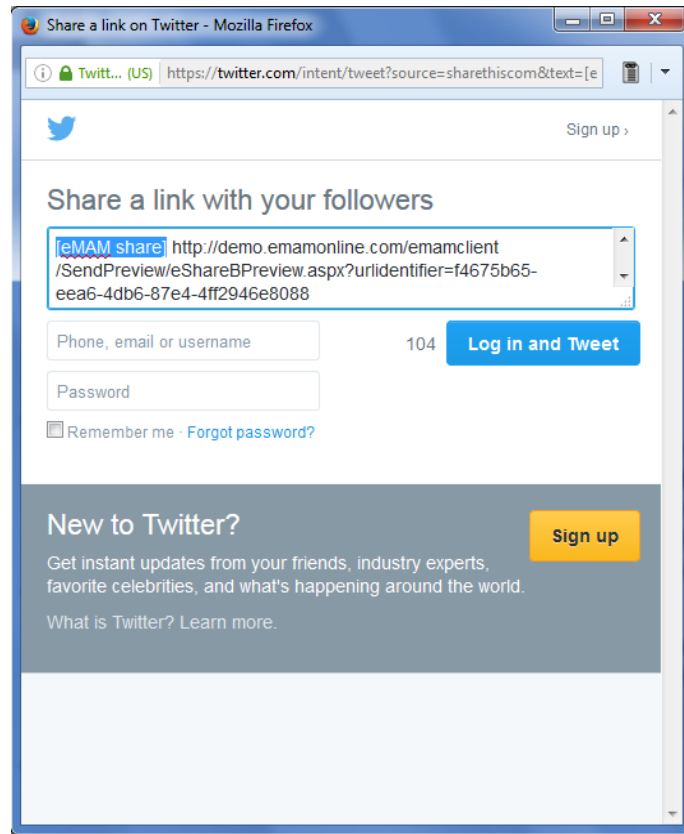 Share a link on Twitter - Mozilla Firefox
Twitt... (US) https://twitter.com/intent/tweet?source=sharethiscom&text=[e
Sign up ›
Share a link with your followers
[eMAM share] http://demo.emamonline.com/emamclient
/SendPreview/eShareBPreview.aspx?urlidentifier=f4675b65-
eea6-4db6-87e4-4ff2946e8088
Phone, email or username
104 Log in and Tweet
Password
Remember me · Forgot password?
New to Twitter?
Sign up
Get instant updates from your friends, industry experts,
favorite celebrities, and what's happening around the world.
What is Twitter? Learn more.